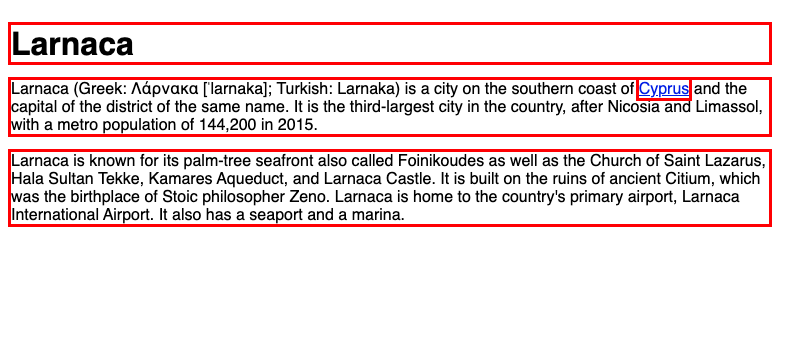 Larnaca
Larnaca (Greek: Λάρνακα [ˈlarnaka]; Turkish: Larnaka) is a city on the southern coast of Cyprus and the
capital of the district of the same name. It is the third-largest city in the country, after Nicosia and Limassol,
with a metro population of 144,200 in 2015.
Larnaca is known for its palm-tree seafront also called Foinikoudes as well as the Church of Saint Lazarus,
Hala Sultan Tekke, Kamares Aqueduct, and Larnaca Castle. It is built on the ruins of ancient Citium, which
was the birthplace of Stoic philosopher Zeno. Larnaca is home to the country's primary airport, Larnaca
International Airport. It also has a seaport and a marina.